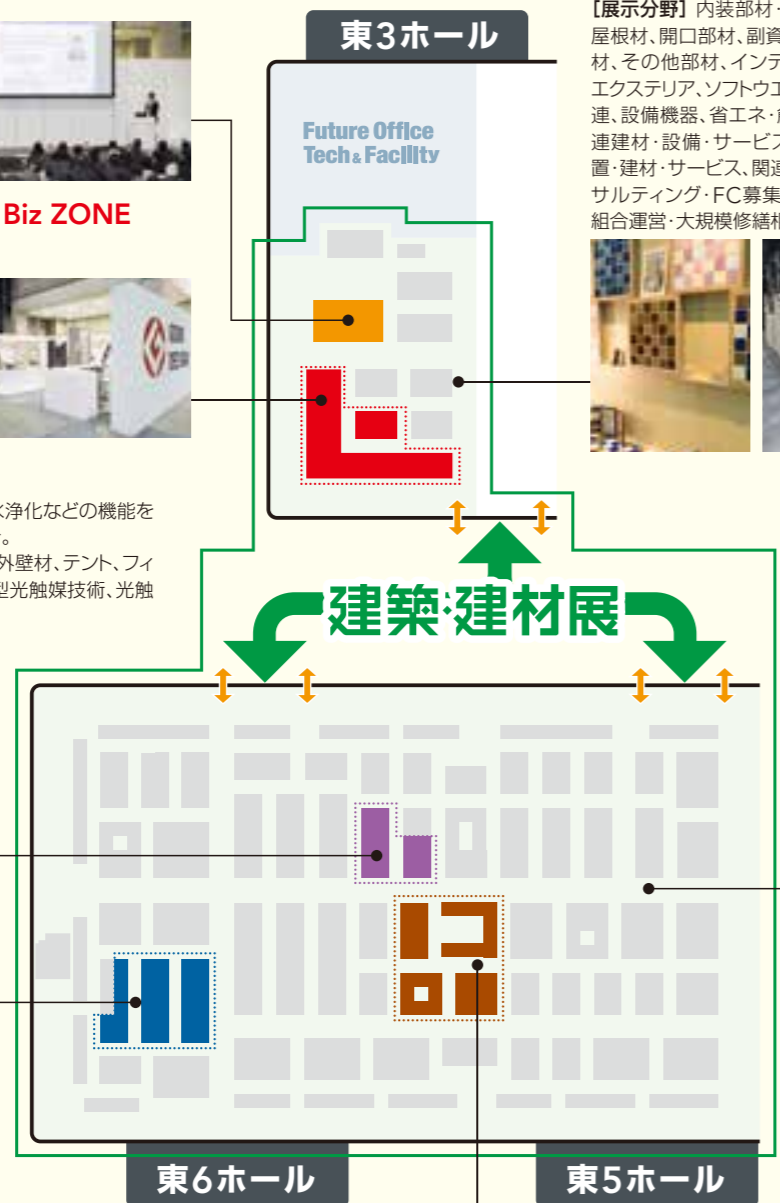 東3ホール
[展示分野] 内装部材・
屋根材、開口部材、副資
材、その他部材、インテ
エクステリア、ソフトウエ
連、設備機器、省エネ・
連建材・設備・サービス
置・建材・サービス、関連
サルティング・FC募集
組合運営・大規模修繕
Future Office
Tech & Facility
Biz ZONE
水浄化などの機能を
外壁材、テント、フィ
型光触媒技術、光触
建築・建材展
東6ホール
東5ホール